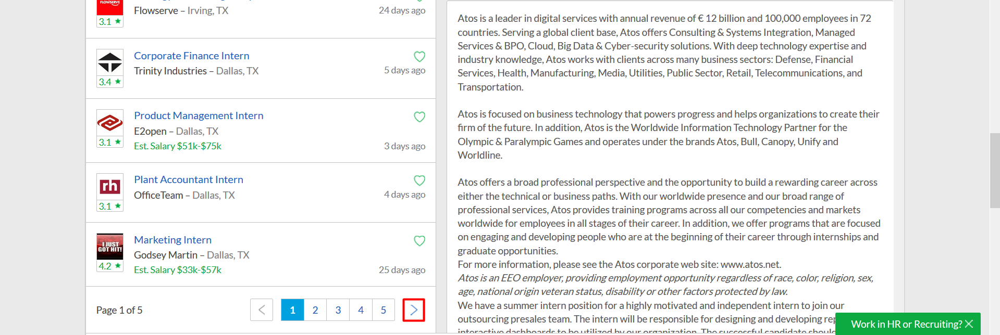 FLOWSERVE
3.1 ★
Flowserve – Irving, TX
24 days ago
3.4 ★
Corporate Finance Intern
Trinity Industries – Dallas, TX
5 days ago
3.1 ★
Product Management Intern
E2open – Dallas, TX
Est. Salary $51k-$75k
3 days ago
rh
3.1 ★
Plant Accountant Intern
OfficeTeam – Dallas, TX
4 days ago
I JUST
GOT HIT!
4.2 ★
Marketing Intern
Godsey Martin – Dallas, TX
Est. Salary $33k-$57k
25 days ago
Page 1 of 5
< 1 2 3 4 5 >
Atos is a leader in digital services with annual revenue of € 12 billion and 100,000 employees in 72
countries. Serving a global client base, Atos offers Consulting & Systems Integration, Managed
Services & BPO, Cloud, Big Data & Cyber-security solutions. With deep technology expertise and
industry knowledge, Atos works with clients across many business sectors: Defense, Financial
Services, Health, Manufacturing, Media, Utilities, Public Sector, Retail, Telecommunications, and
Transportation.
Atos is focused on business technology that powers progress and helps organizations to create their
firm of the future. In addition, Atos is the Worldwide Information Technology Partner for the
Olympic & Paralympic Games and operates under the brands Atos, Bull, Canopy, Unify and
Worldline.
Atos offers a broad professional perspective and the opportunity to build a rewarding career across
either the technical or business paths. With our worldwide presence and our broad range of
professional services, Atos provides training programs across all our competencies and markets
worldwide for employees in all stages of their career. In addition, we offer programs that are focused
on engaging and developing people who are at the beginning of their career through internships and
graduate opportunities.
For more information, please see the Atos corporate web site: www.atos.net.
Atos is an EEO employer, providing employment opportunity regardless of race, color, religion, sex,
age, national origin veteran status, disability or other factors protected by law.
We have a summer intern position for a highly motivated and independent intern to join our
outsourcing presales team. The intern will be responsible for designing and developing
interactive dashboards to be utilized by our organization. The successful candidate
Work in HR or Recruiting? ×